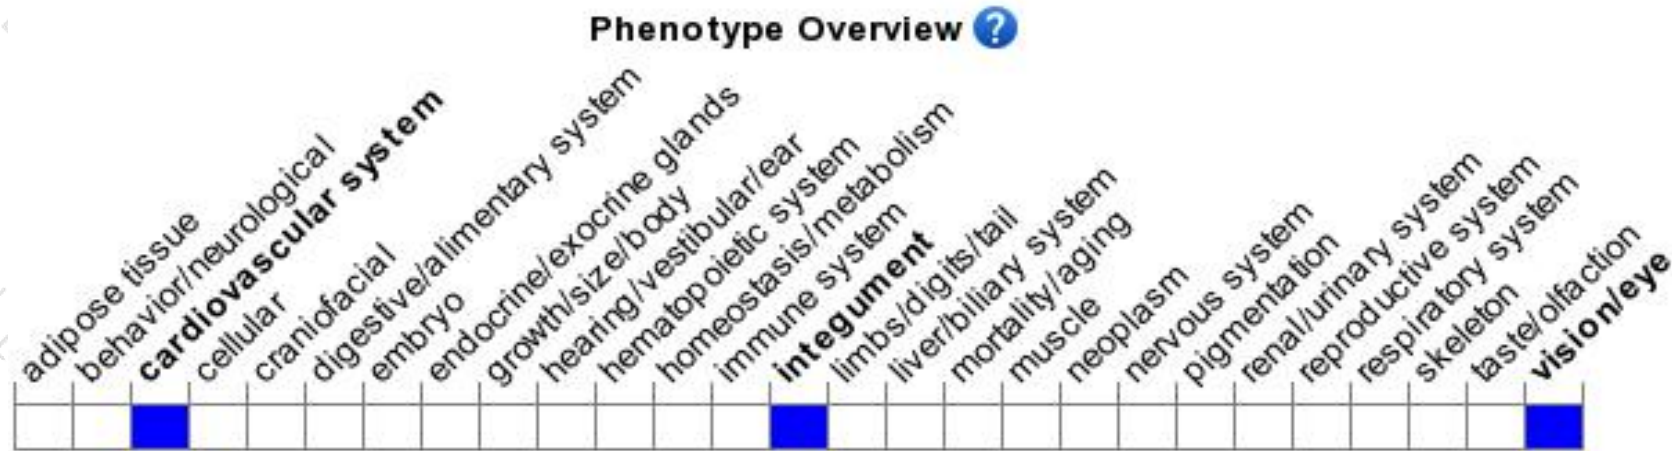 Phenotype Overview ?
adipose tissue
behavior/neurological
cardiovascular system
cellular
craniofacial
digestive/alimentary system
embryo
endocrine/exocrine glands
growth/size/body
hearing/vestibular/ear
hematopoietic system
homeostasis/metabolism
immune system
integument
limbs/digits/tail
liver/biliary system
mortality/aging
muscle
neoplasm
nervous system
pigmentation
renal/urinary system
reproductive system
respiratory system
skeleton
taste/olfaction
vision/eye